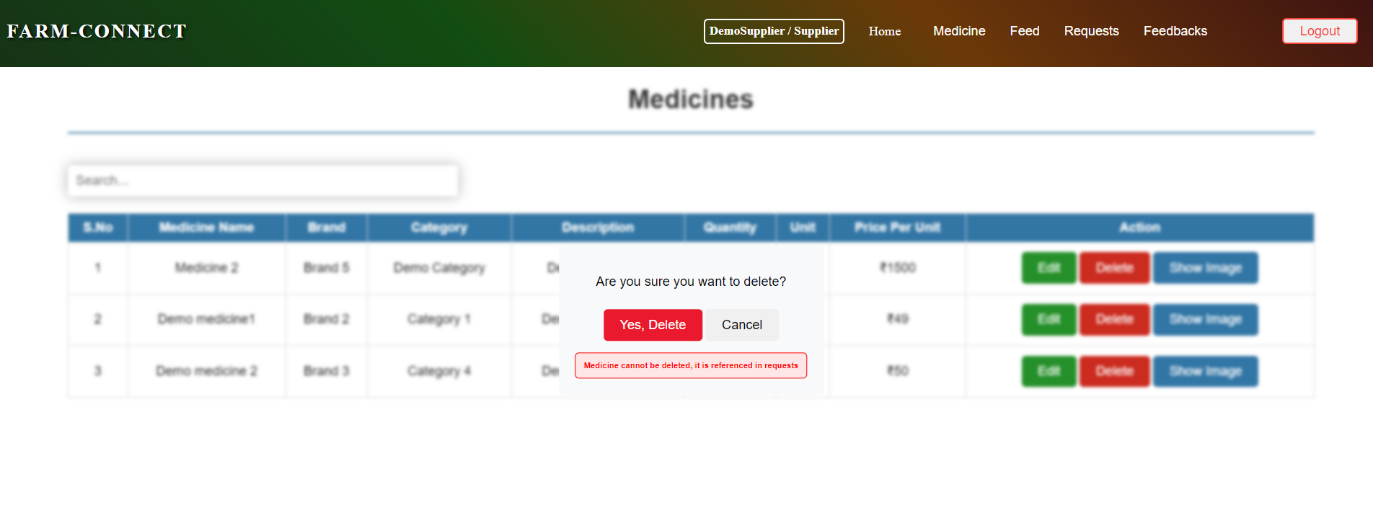 FARM-CONNECT
DemoSupplier / Supplier Home Medicine Feed Requests Feedbacks Logout
Medicines
Search...
S.No Medicine Name Brand Category Description Quantity Unit Price Per Unit Action
1 Medicine 2 Brand 5 Demo Category ₹1500 Edit Delete Show Image
Are you sure you want to delete?
2 Demo medicine1 Brand 2 Category 1 ₹49 Edit Delete Show Image
Yes, Delete Cancel
3 Demo medicine 2 Brand 3 Category 4 ₹50 Edit Delete Show Image
Medicine cannot be deleted, it is referenced in requests